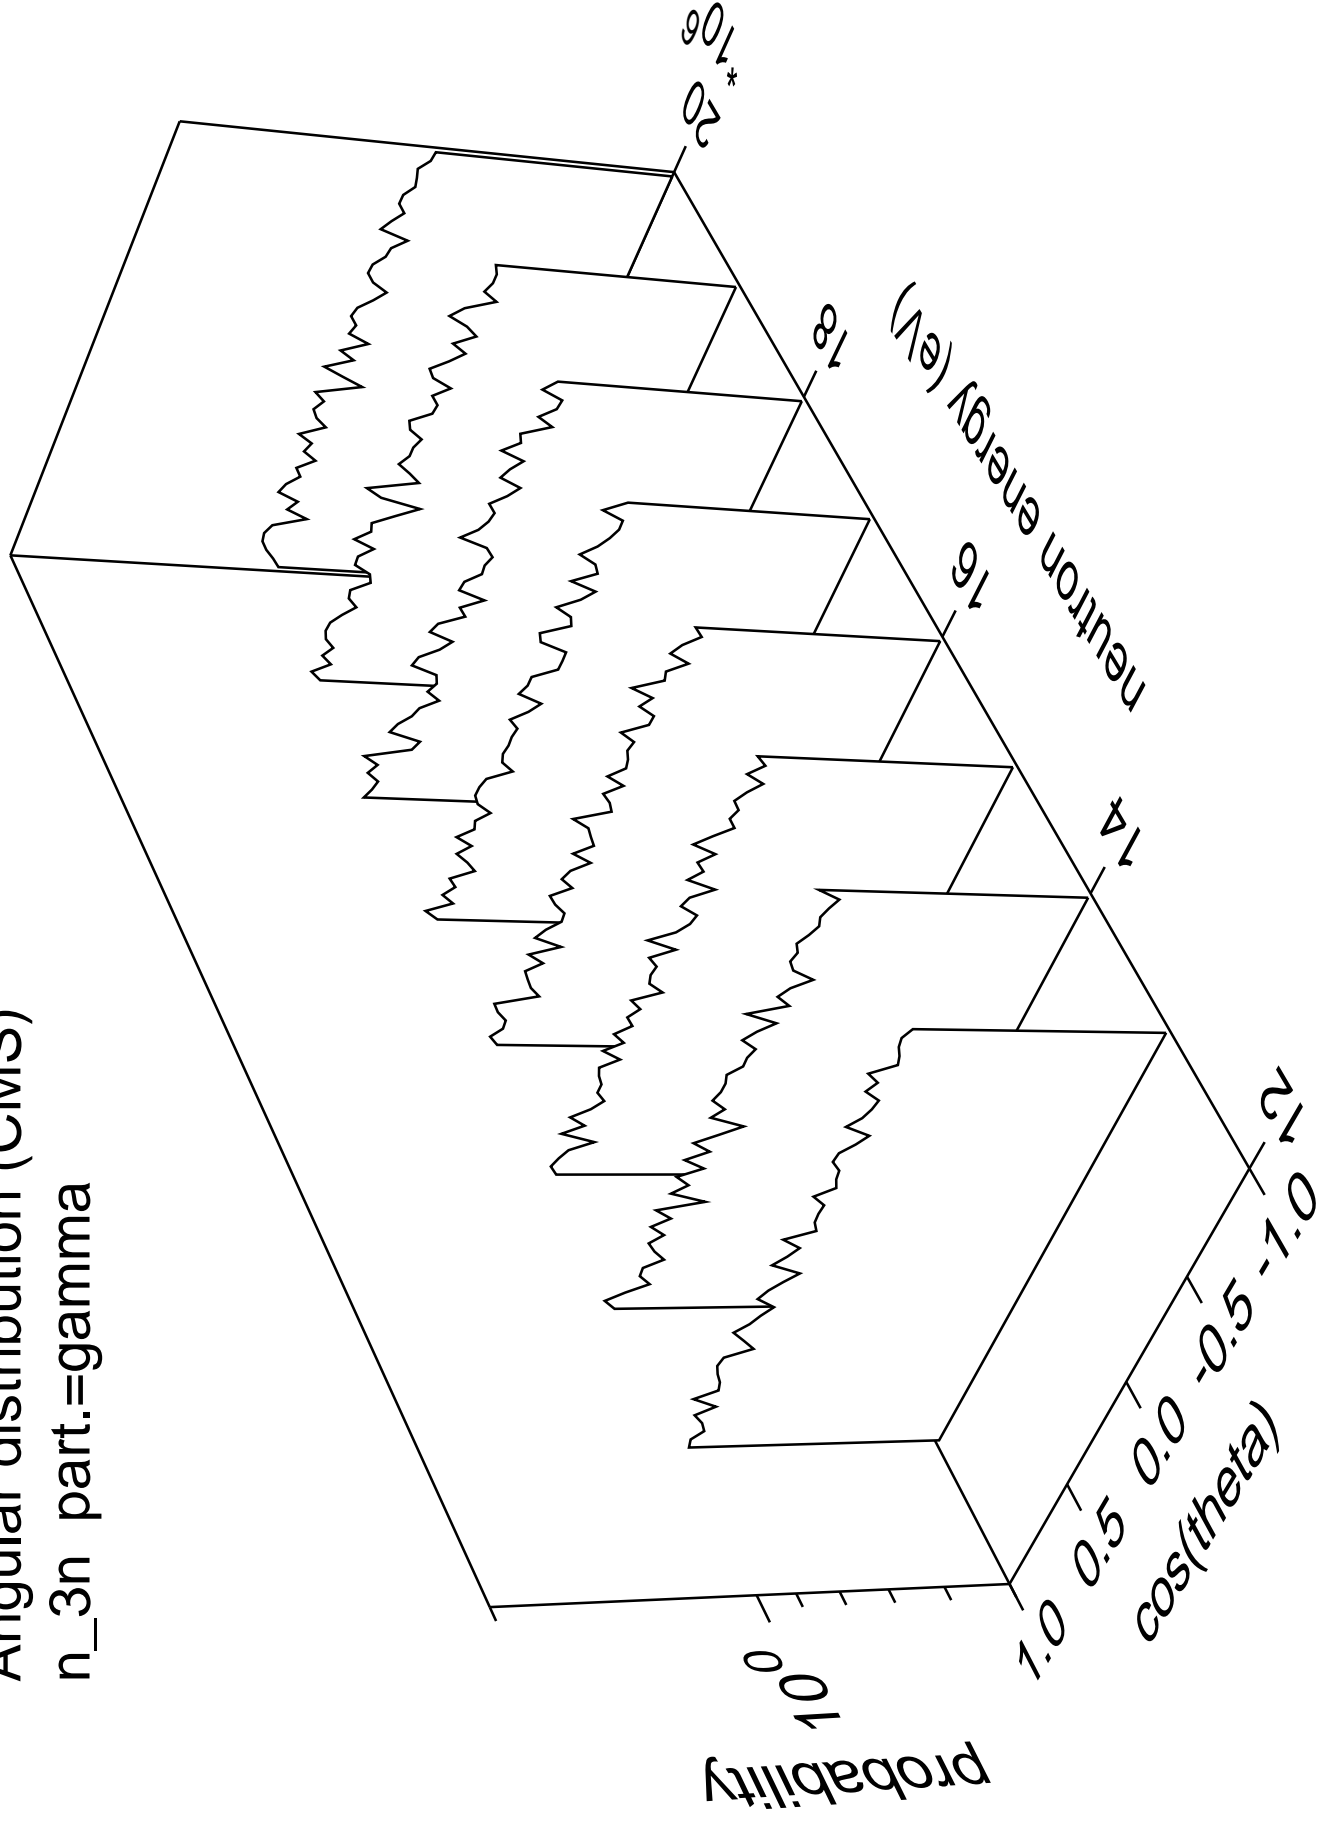 Angular distribution (CMS)
n_3n part.=gamma
probability
10^0
cos(theta)
1.0
0.5
0.0
-0.5
-1.0
neutron energy (eV)
12
14
16
18
20
*10^6